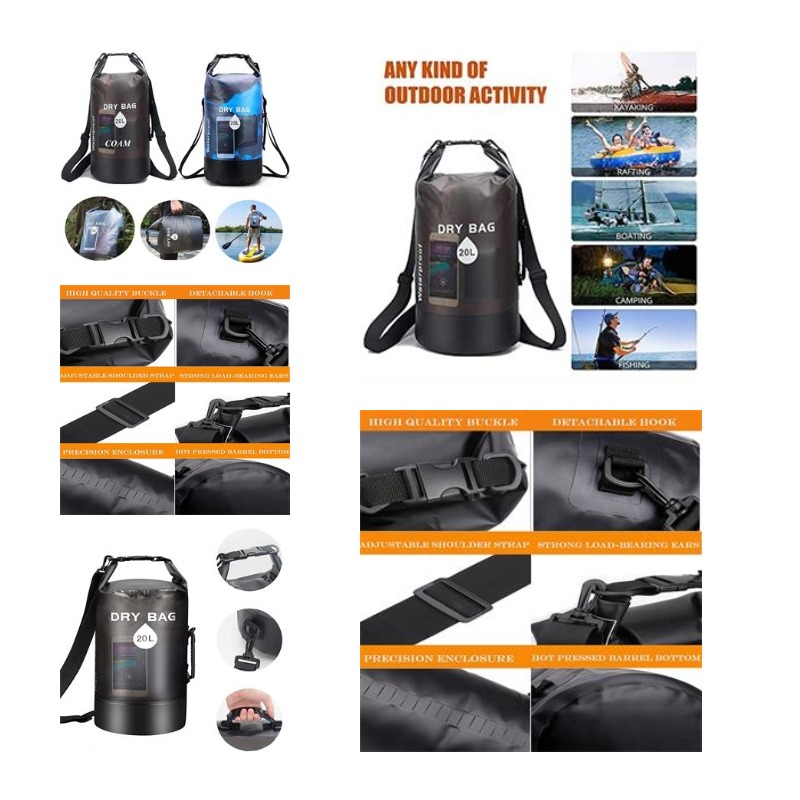 DRY BAG
20L
Waterproof
COAM
DRY BAG
20L
ANY KIND OF
OUTDOOR ACTIVITY
KAYAKING
RAFTING
BOATING
CAMPING
FISHING
DRY BAG
20L
Waterproof
HIGH QUALITY BUCKLE
DETACHABLE HOOK
ADJUSTABLE SHOULDER STRAP
STRONG LOAD-BEARING EARS
PRECISION ENCLOSURE
HOT PRESSED BARREL BOTTOM
DRY BAG
20L
HIGH QUALITY BUCKLE
DETACHABLE HOOK
ADJUSTABLE SHOULDER STRAP
STRONG LOAD-BEARING EARS
PRECISION ENCLOSURE
HOT PRESSED BARREL BOTTOM